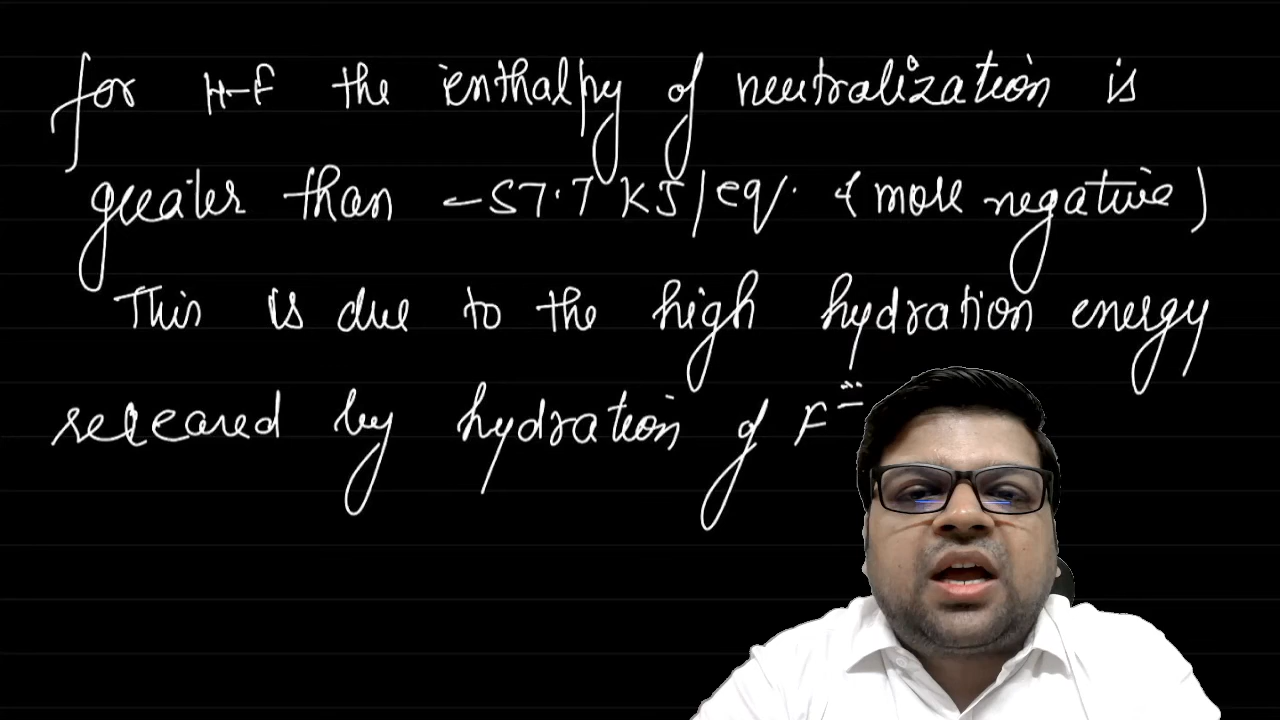 for H-F the enthalpy of neutralization is
greater than -57.7 KJ/eq. & (more negative)
This is due to the high hydration energy
releared by hydration of F